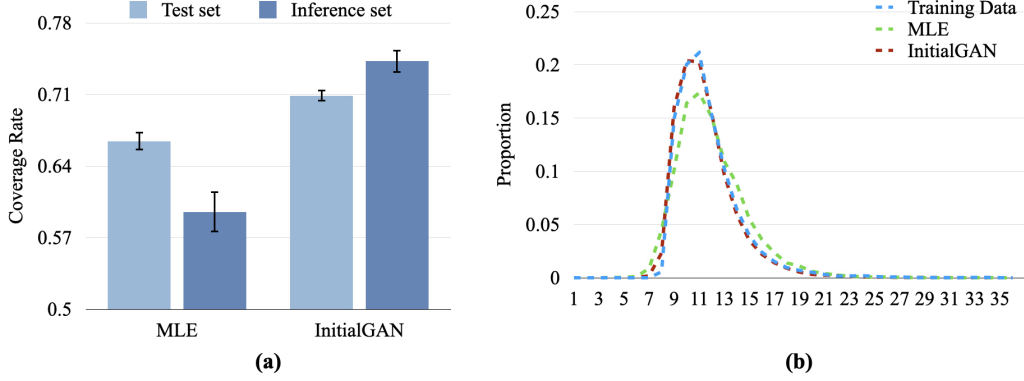 Test set Inference set
0.78
0.71
0.64
0.57
0.5
Coverage Rate
MLE InitialGAN
(a)
Training Data
MLE
InitialGAN
0.25
0.2
0.15
0.1
0.05
0
Proportion
1 3 5 7 9 11 13 15 17 19 21 23 25 27 29 31 33 35
(b)